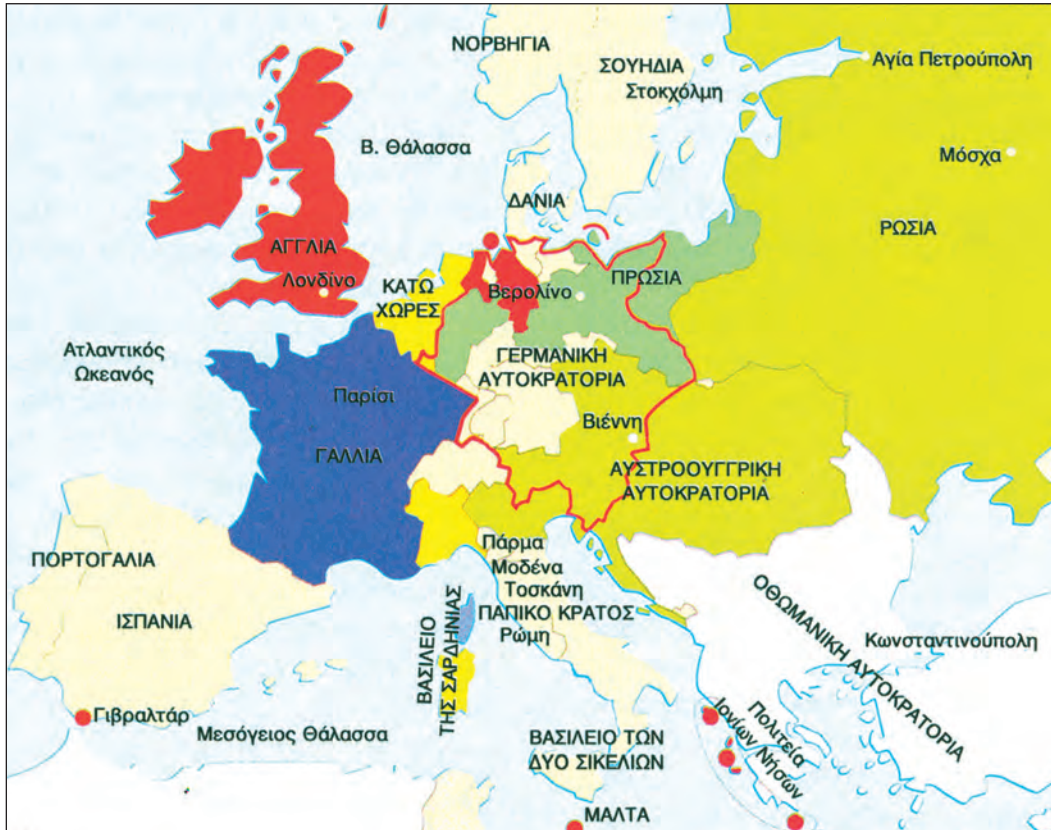 ΝΟΡΒΗΓΙΑ
ΣΟΥΗΔΙΑ
Στοκχόλμη
Αγία Πετρούπολη
Β. Θάλασσα
Μόσχα
ΔΑΝΙΑ
ΡΩΣΙΑ
ΑΓΓΛΙΑ
Λονδίνο
ΚΑΤΩ
ΧΩΡΕΣ
Βερολίνο
ΠΡΩΣΙΑ
Ατλαντικός
Ωκεανός
ΓΕΡΜΑΝΙΚΗ
ΑΥΤΟΚΡΑΤΟΡΙΑ
Παρίσι
Βιέννη
ΓΑΛΛΙΑ
ΑΥΣΤΡΟΟΥΓΓΡΙΚΗ
ΑΥΤΟΚΡΑΤΟΡΙΑ
ΠΟΡΤΟΓΑΛΙΑ
ΙΣΠΑΝΙΑ
Πάρμα
Μοδένα
Τοσκάνη
ΠΑΠΙΚΟ ΚΡΑΤΟΣ
Ρώμη
ΒΑΣΙΛΕΙΟ
ΤΗΣ ΣΑΡΔΗΝΙΑΣ
ΟΘΩΜΑΝΙΚΗ ΑΥΤΟΚΡΑΤΟΡΙΑ
Κωνσταντινούπολη
Γιβραλτάρ
Μεσόγειος Θάλασσα
ΒΑΣΙΛΕΙΟ ΤΩΝ
ΔΥΟ ΣΙΚΕΛΙΩΝ
Πολιτεία
Ιονίων Νήσων
ΜΑΛΤΑ